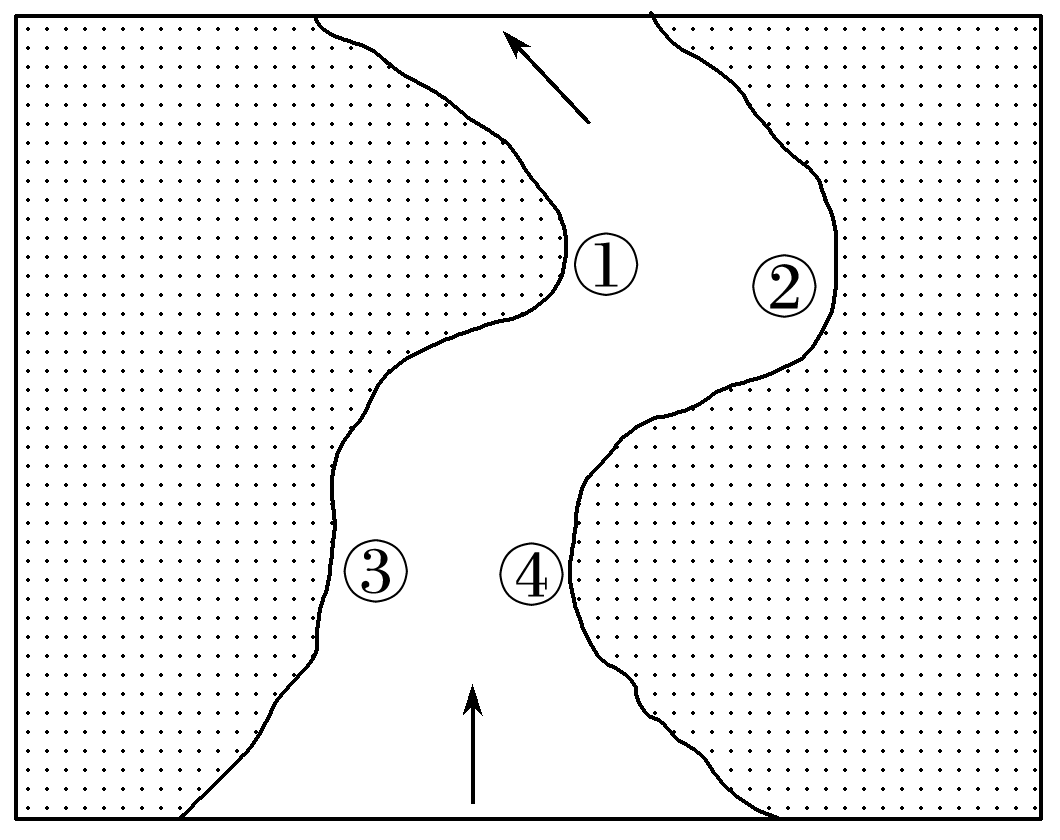 ①
②
③ ④